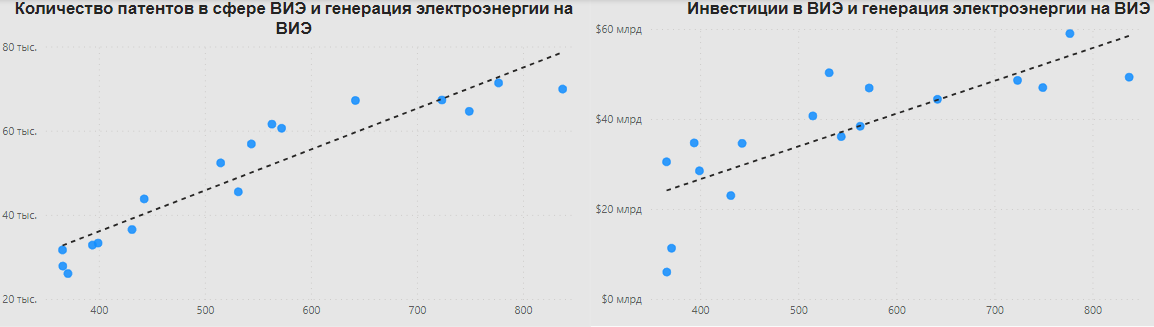 Количество патентов в сфере ВИЭ и генерация электроэнергии на
ВИЭ
80 тыс.
60 тыс.
40 тыс.
20 тыс.
400 500 600 700 800
Инвестиции в ВИЭ и генерация электроэнергии на ВИЭ
$60 млрд
$40 млрд
$20 млрд
$0 млрд
400 500 600 700 800